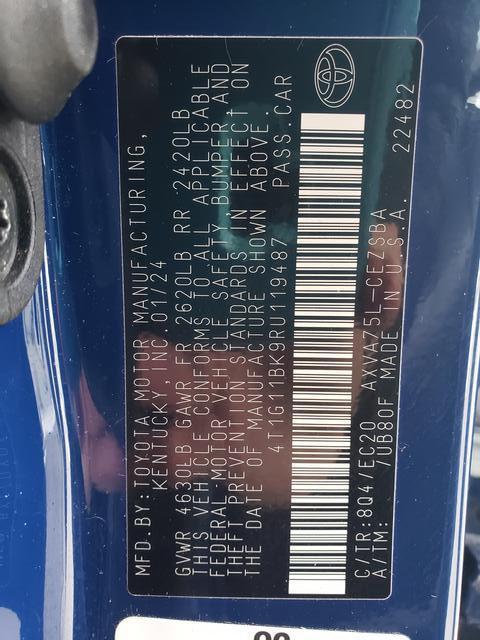 MFD.BY:TOYOTA MOTOR MANUFACTURING,
KENTUCKY, INC 01/24
GVWR 4630LB GAWR FR 2620LB RR 2420LB
THIS VEHICLE CONFORMS TO ALL APPLICABLE
FEDERAL MOTOR VEHICLE SAFETY, BUMPER AND
THEFT PREVENTION STANDARDS IN EFFECT ON
THE DATE OF MANUFACTURE SHOWN ABOVE.
4T1G11BK9RU119487 PASS.CAR
C/TR:8Q4/EC20 AXVA75L-CEZSBA
A/TM: /UB80F MADE IN U.S.A. 22482